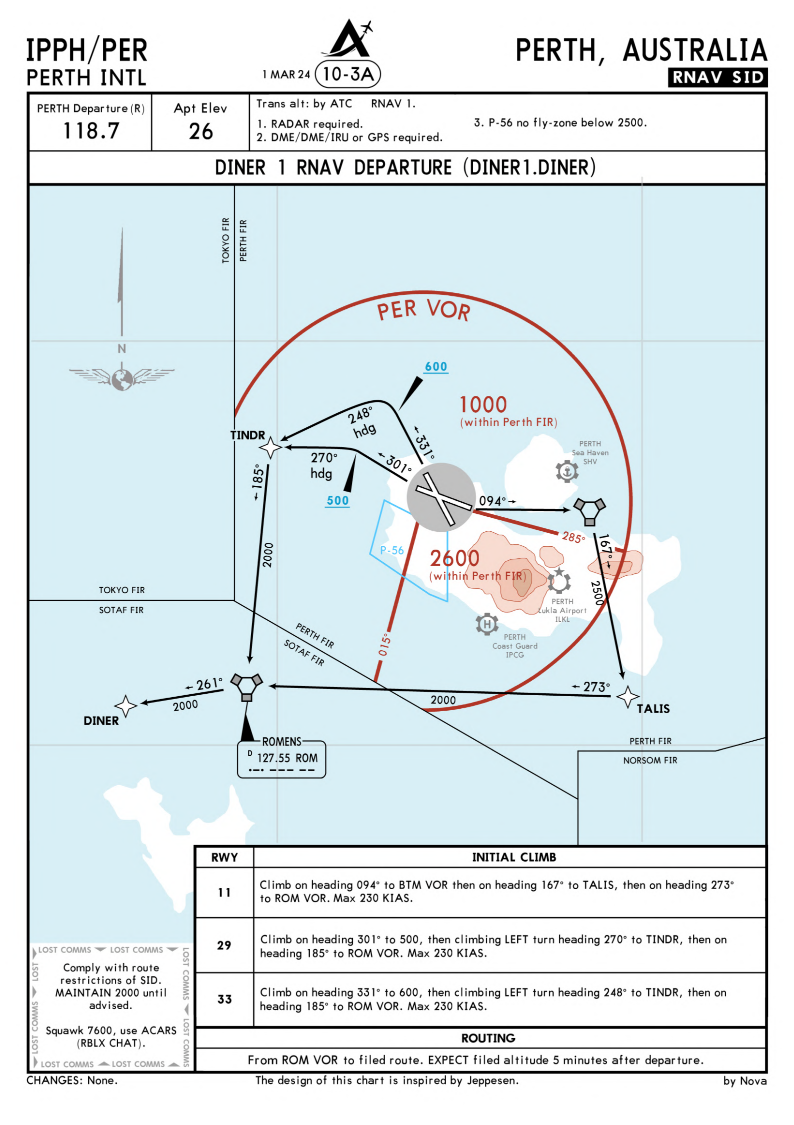 IPPH/PER
PERTH INTL
1 MAR 24
10-3A
PERTH, AUSTRALIA
RNAV SID
PERTH Departure (R)
118.7
Apt Elev
26
Trans alt: by ATC RNAV 1.
1. RADAR required.
2. DME/DME/IRU or GPS required.
3. P-56 no fly-zone below 2500.
DINER 1 RNAV DEPARTURE (DINER1.DINER)
TOKYO FIR
PERTH FIR
N
PER VOR
600
1000
(within Perth FIR)
248°
hdg
331°
TINDR
270°
hdg
301°
500
185°
2000
PERTH
Sea Haven
SHV
094°
285°
167°
2500
P-56
2600
(within Perth FIR)
PERTH
Lukla Airport
ILKL
PERTH
Coast Guard
IPCG
015°
TOKYO FIR
SOTAF FIR
PERTH FIR
SOTAF FIR
261°
2000
DINER
273°
2000
TALIS
ROMENS
D 127.55 ROM
PERTH FIR
NORSOM FIR
RWY
INITIAL CLIMB
11
Climb on heading 094° to BTM VOR then on heading 167° to TALIS, then on heading 273°
to ROM VOR. Max 230 KIAS.
29
Climb on heading 301° to 500, then climbing LEFT turn heading 270° to TINDR, then on
heading 185° to ROM VOR. Max 230 KIAS.
33
Climb on heading 331° to 600, then climbing LEFT turn heading 248° to TINDR, then on
heading 185° to ROM VOR. Max 230 KIAS.
ROUTING
From ROM VOR to filed route. EXPECT filed altitude 5 minutes after departure.
LOST COMMS LOST COMMS LOST
LOST COMMS LOST
LOST COMMS LOST COMMS
Comply with route
restrictions of SID.
MAINTAIN 2000 until
advised.
Squawk 7600, use ACARS
(RBLX CHAT).
LOST COMMS LOST COMMS
CHANGES: None.
The design of this chart is inspired by Jeppesen.
by Nova